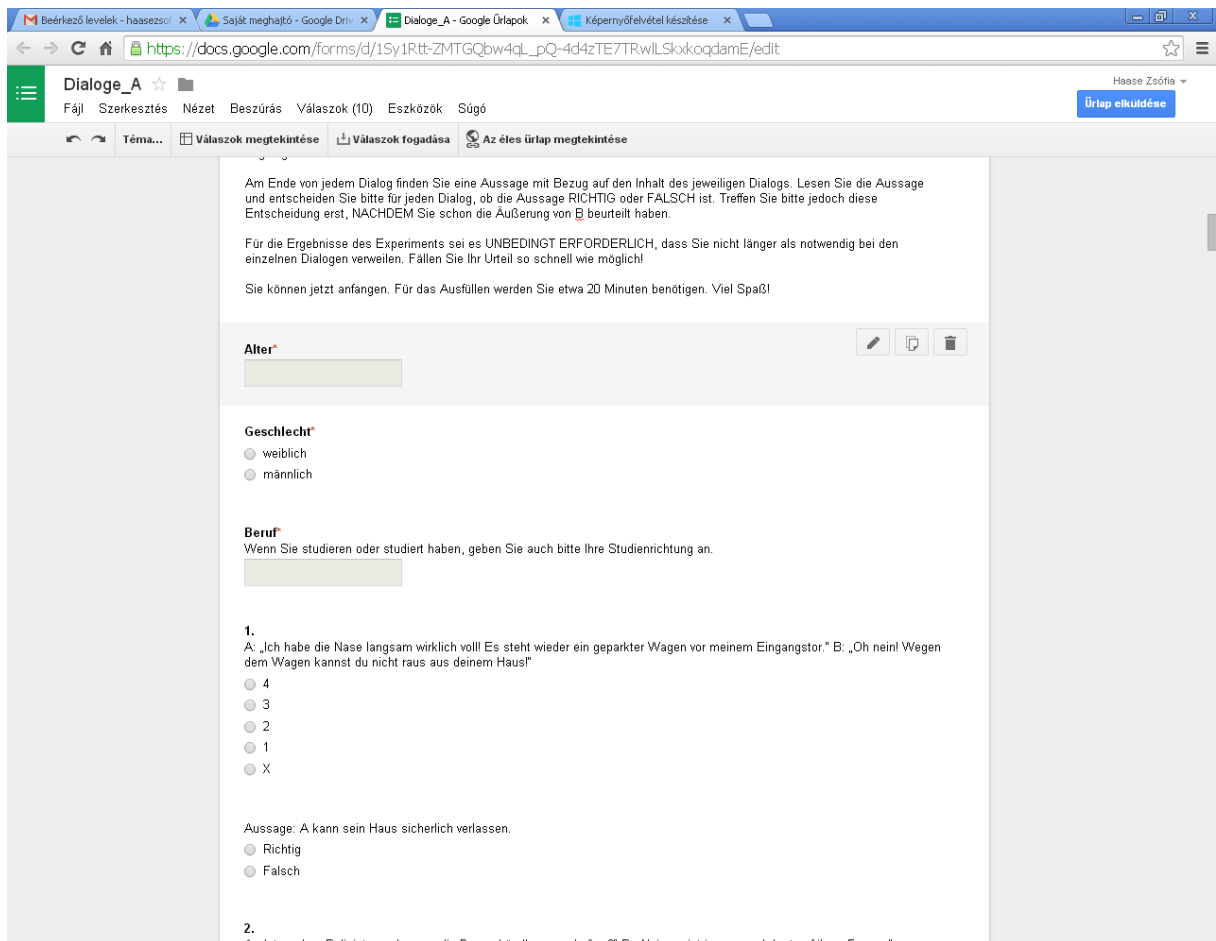 Beérkező levelek - haasezsol
Saját meghajtó - Google Driv
Dialoge_A - Google Űrlapok
Képernyőfelvétel készítése
https://docs.google.com/forms/d/1Sy1Rtt-ZMTGQbw4qL_pQ-4d4zTE7TRwlLSkxkoqdamE/edit
Dialoge_A
Haase Zsófia
Fájl Szerkesztés Nézet Beszúrás Válaszok (10) Eszközök Súgó
Űrlap elküldése
Téma... Válaszok megtekintése Válaszok fogadása Az éles űrlap megtekintése
Am Ende von jedem Dialog finden Sie eine Aussage mit Bezug auf den Inhalt des jeweiligen Dialogs. Lesen Sie die Aussage
und entscheiden Sie bitte für jeden Dialog, ob die Aussage RICHTIG oder FALSCH ist. Treffen Sie bitte jedoch diese
Entscheidung erst, NACHDEM Sie schon die Äußerung von B beurteilt haben.
Für die Ergebnisse des Experiments sei es UNBEDINGT ERFORDERLICH, dass Sie nicht länger als notwendig bei den
einzelnen Dialogen verweilen. Fällen Sie Ihr Urteil so schnell wie möglich!
Sie können jetzt anfangen. Für das Ausfüllen werden Sie etwa 20 Minuten benötigen. Viel Spaß!
Alter*
Geschlecht*
weiblich
männlich
Beruf*
Wenn Sie studieren oder studiert haben, geben Sie auch bitte Ihre Studienrichtung an.
1.
A: „Ich habe die Nase langsam wirklich voll! Es steht wieder ein geparkter Wagen vor meinem Eingangstor." B: „Oh nein! Wegen
dem Wagen kannst du nicht raus aus deinem Haus!"
4
3
2
1
X
Aussage: A kann sein Haus sicherlich verlassen.
Richtig
Falsch
2.